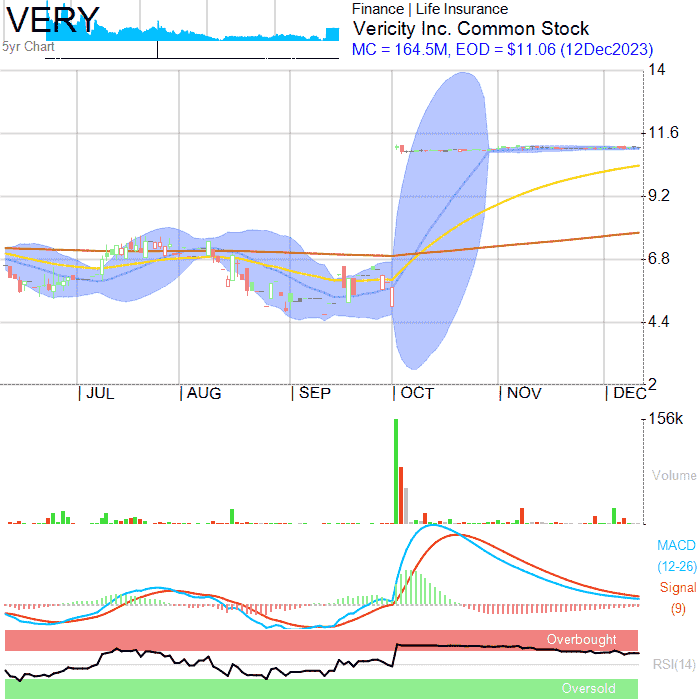 VERY
5yr Chart
Finance | Life Insurance
Vericity Inc. Common Stock
MC = 164.5M, EOD = $11.06 (12Dec2023)
14
11.6
9.2
6.8
4.4
2
JUL AUG SEP OCT NOV DEC
156k
Volume
MACD
(12-26)
Signal
(9)
Overbought
RSI(14)
Oversold